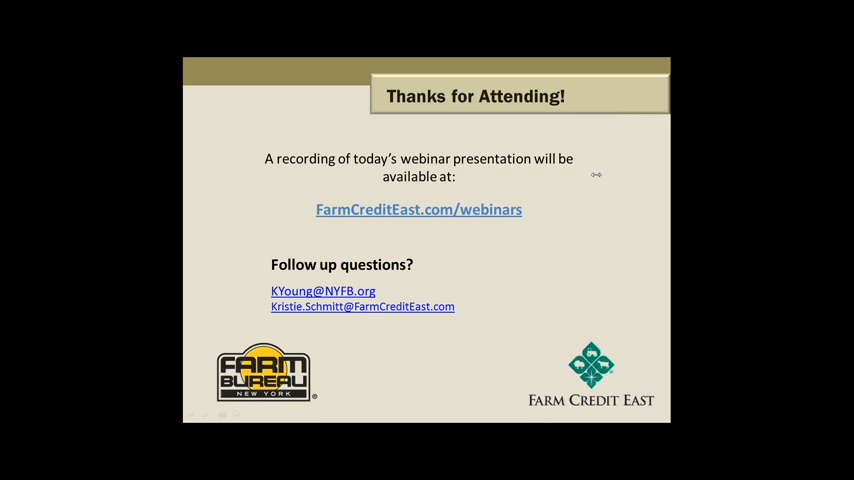 Thanks for Attending!
A recording of today's webinar presentation will be
available at:
FarmCreditEast.com/webinars
Follow up questions?
KYoung@NYFB.org
Kristie.Schmitt@FarmCreditEast.com
FARM
BUREAU
NEW YORK
®
FARM CREDIT EAST